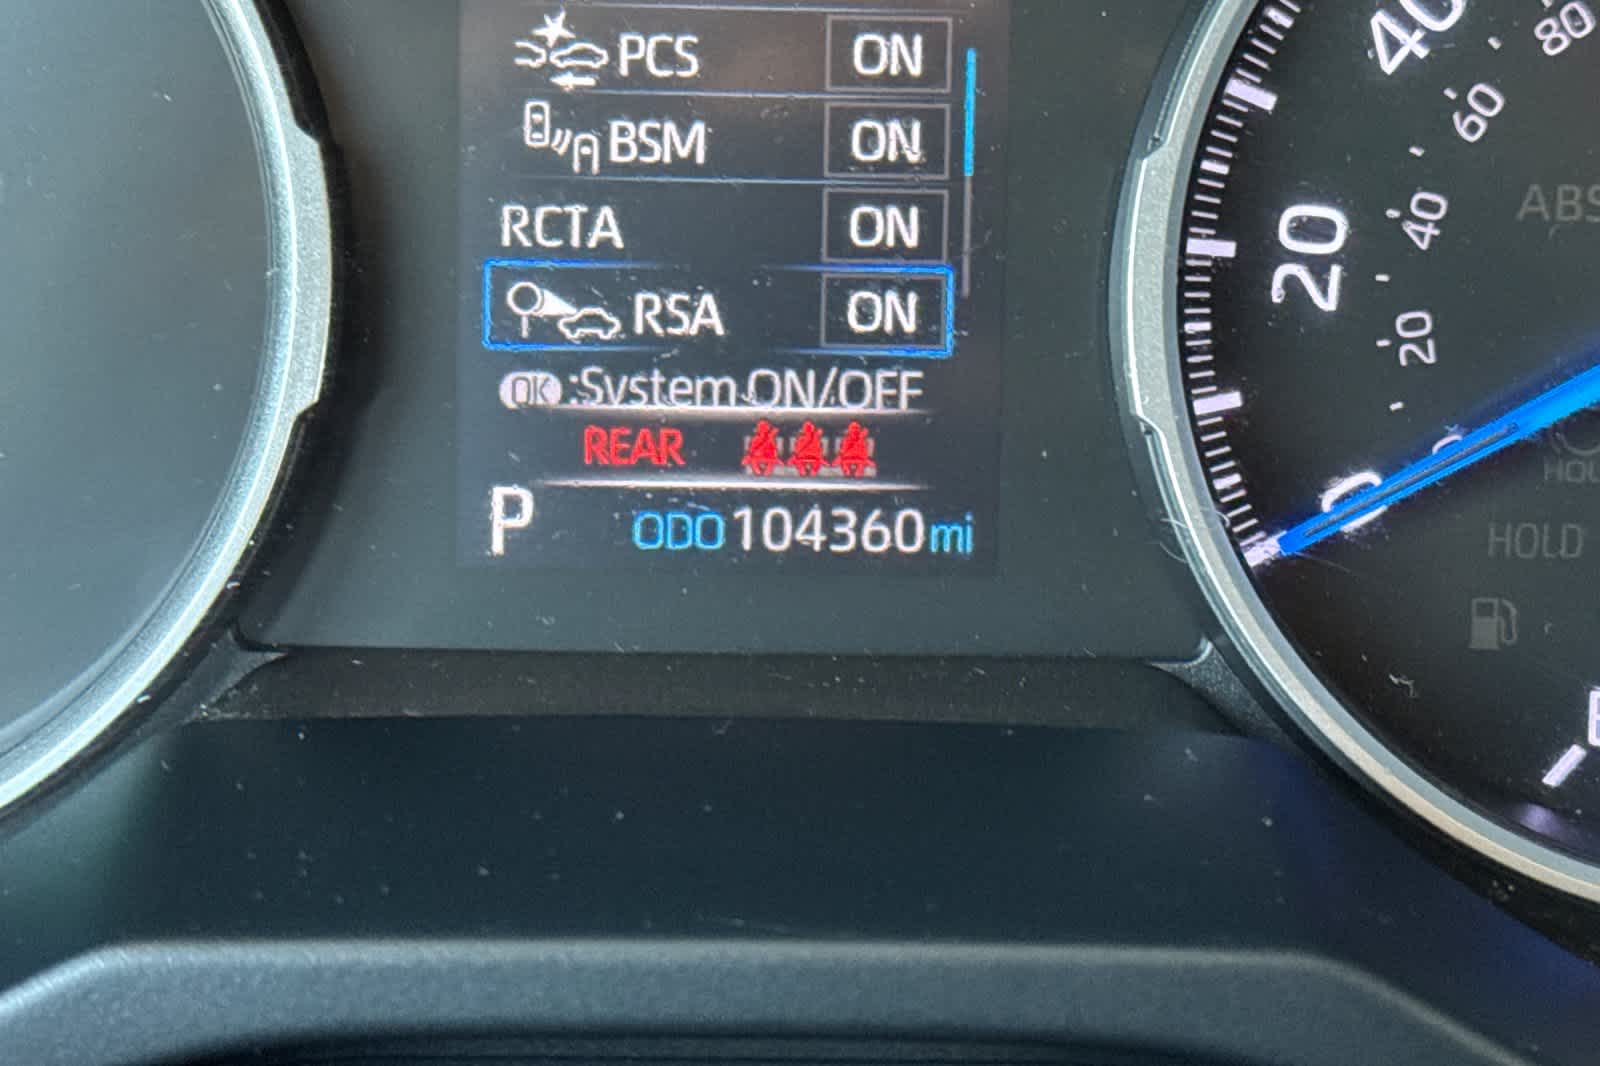 PCS ON
BSM ON
RCTA ON
RSA ON
OK :System ON/OFF
REAR
P ODO 104360 mi
40
80
60
20
40
20
0
ABS
HOLD